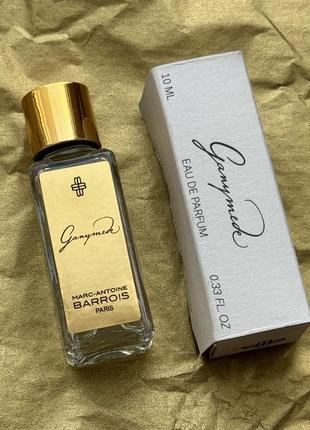 Ganymede
MARC-ANTOINE
BARROIS
PARIS
10 ML
Ganymede
EAU DE PARFUM
0.33 FL. OZ